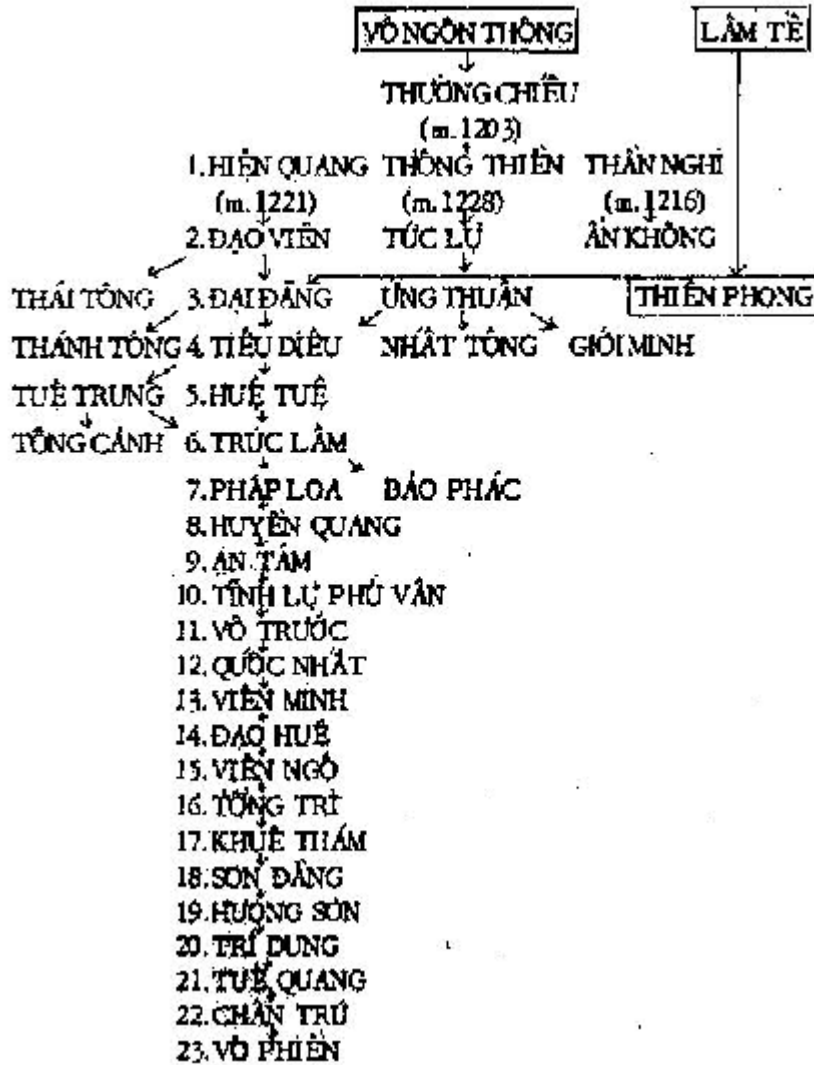 VÔ NGÔN THÔNG LÂM TẾ
THƯỜNG CHIẾU
(m. 1203)
1. HIỆN QUANG THÔNG THIỀN THẦN NGHI
(m. 1221) (m. 1228) (m. 1216)
2. ĐẠO VIÊN TỨC LỰ ẨN KHÔNG
THÁI TÔNG 3. ĐẠI ĐĂNG ỨNG THUẬN THIÊN PHONG
THÁNH TÔNG 4. TIÊU DIÊU NHẤT TÔNG GIỚI MINH
TUỆ TRUNG 5. HUỆ TUỆ
TÔNG CẢNH 6. TRÚC LÂM
7. PHÁP LOA BẢO PHÁC
8. HUYỀN QUANG
9. AN TÂM
10. TĨNH LỰ PHÙ VÂN
11. VÔ TRƯỚC
12. QUỐC NHẤT
13. VIÊN MINH
14. ĐẠO HUỆ
15. VIÊN NGỘ
16. TỔNG TRÌ
17. KHUÊ THÁM
18. SƠN ĐĂNG
19. HƯƠNG SƠN
20. TRÍ DUNG
21. TUỆ QUANG
22. CHÂN TRÚ
23. VÔ PHIỀN